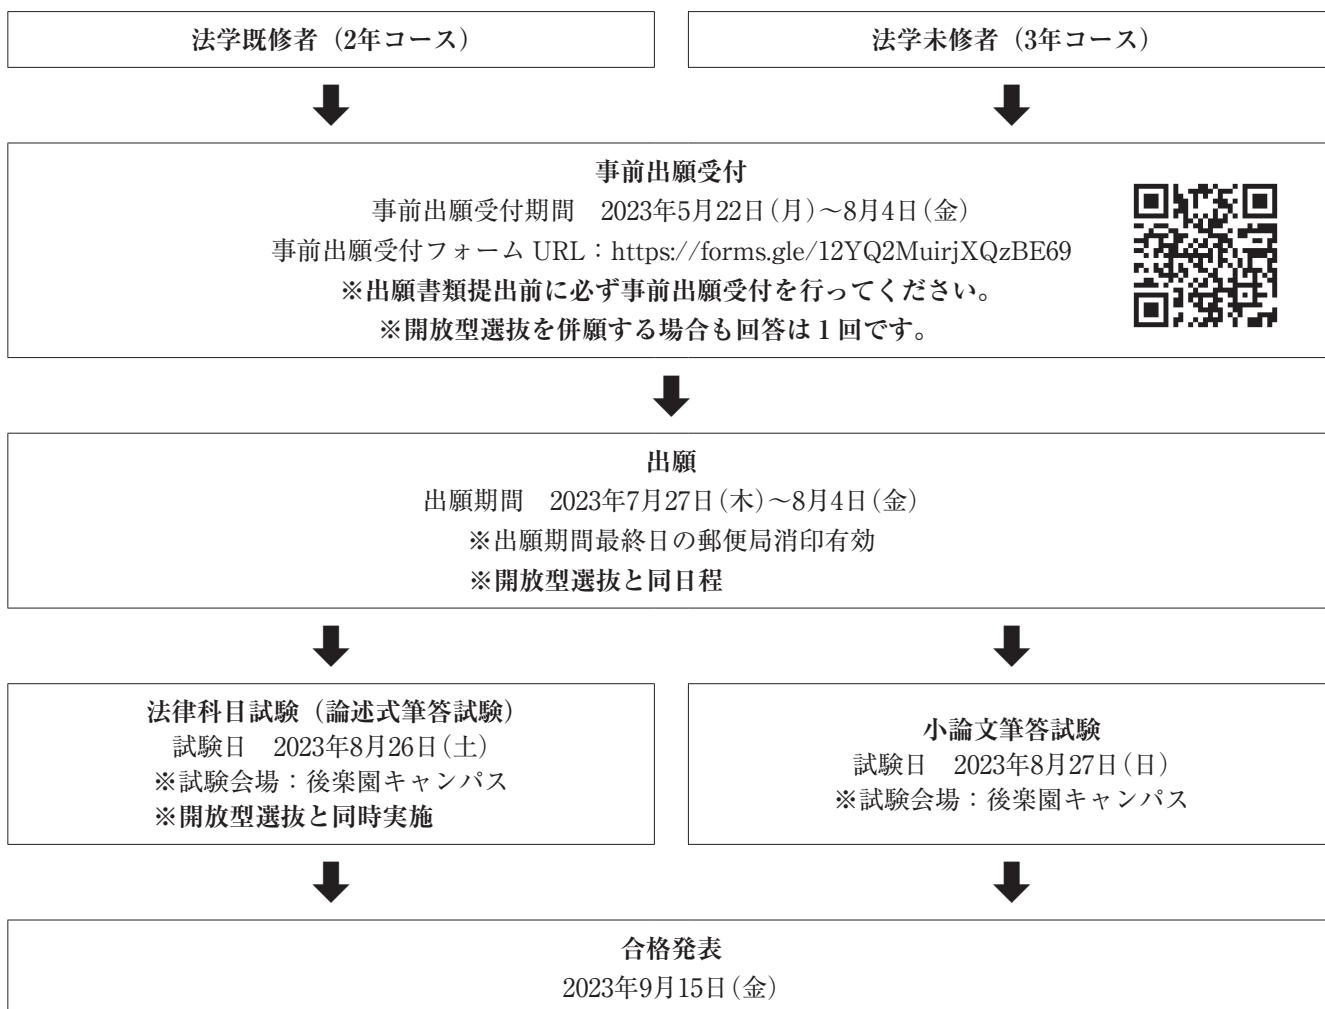 法学既修者（2年コース）
法学未修者（3年コース）
事前出願受付
事前出願受付期間　2023年5月22日（月）～8月4日（金）
事前出願受付フォーム URL：https://forms.gle/12YQ2MuirjXQzBE69
※出願書類提出前に必ず事前出願受付を行ってください。
※開放型選抜を併願する場合も回答は1回です。
出願
出願期間　2023年7月27日（木）～8月4日（金）
※出願期間最終日の郵便局消印有効
※開放型選抜と同日程
法律科目試験（論述式筆答試験）
試験日　2023年8月26日（土）
※試験会場：後楽園キャンパス
※開放型選抜と同時実施
小論文筆答試験
試験日　2023年8月27日（日）
※試験会場：後楽園キャンパス
合格発表
2023年9月15日（金）